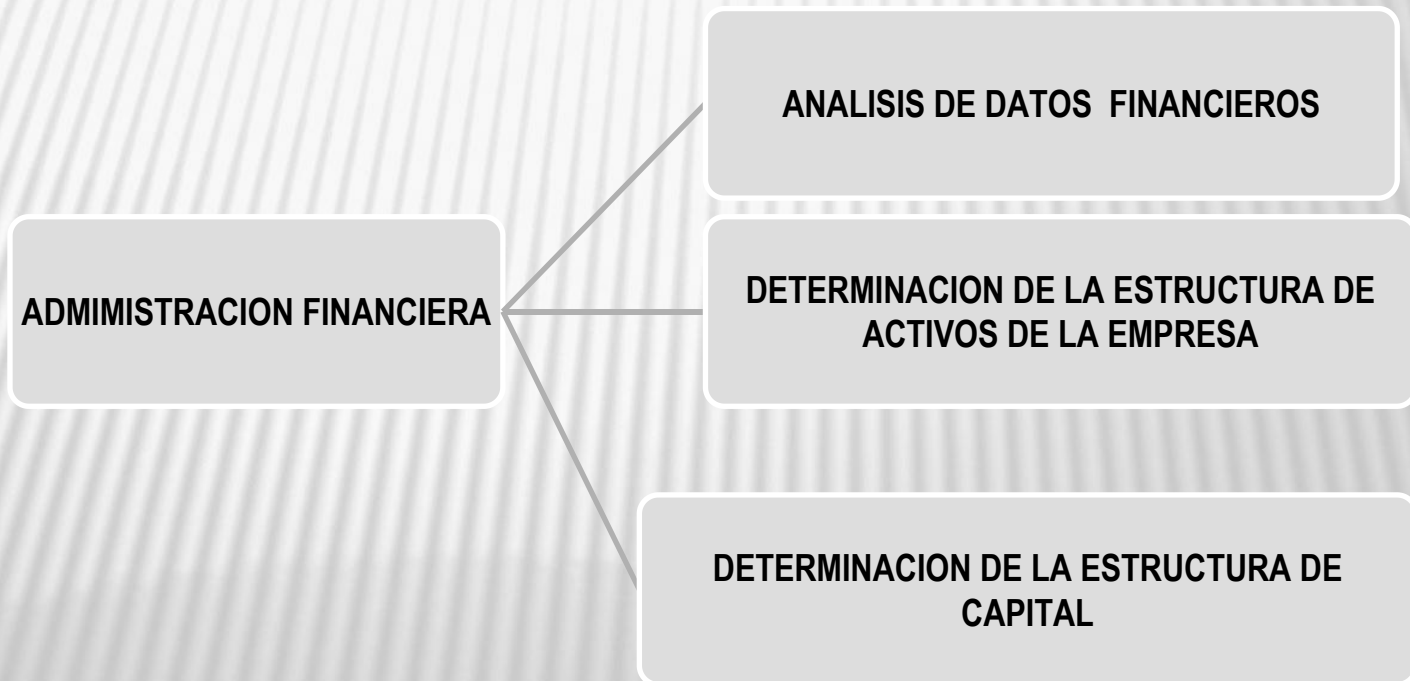 ANALISIS DE DATOS FINANCIEROS
ADMIMISTRACION FINANCIERA
DETERMINACION DE LA ESTRUCTURA DE
ACTIVOS DE LA EMPRESA
DETERMINACION DE LA ESTRUCTURA DE
CAPITAL